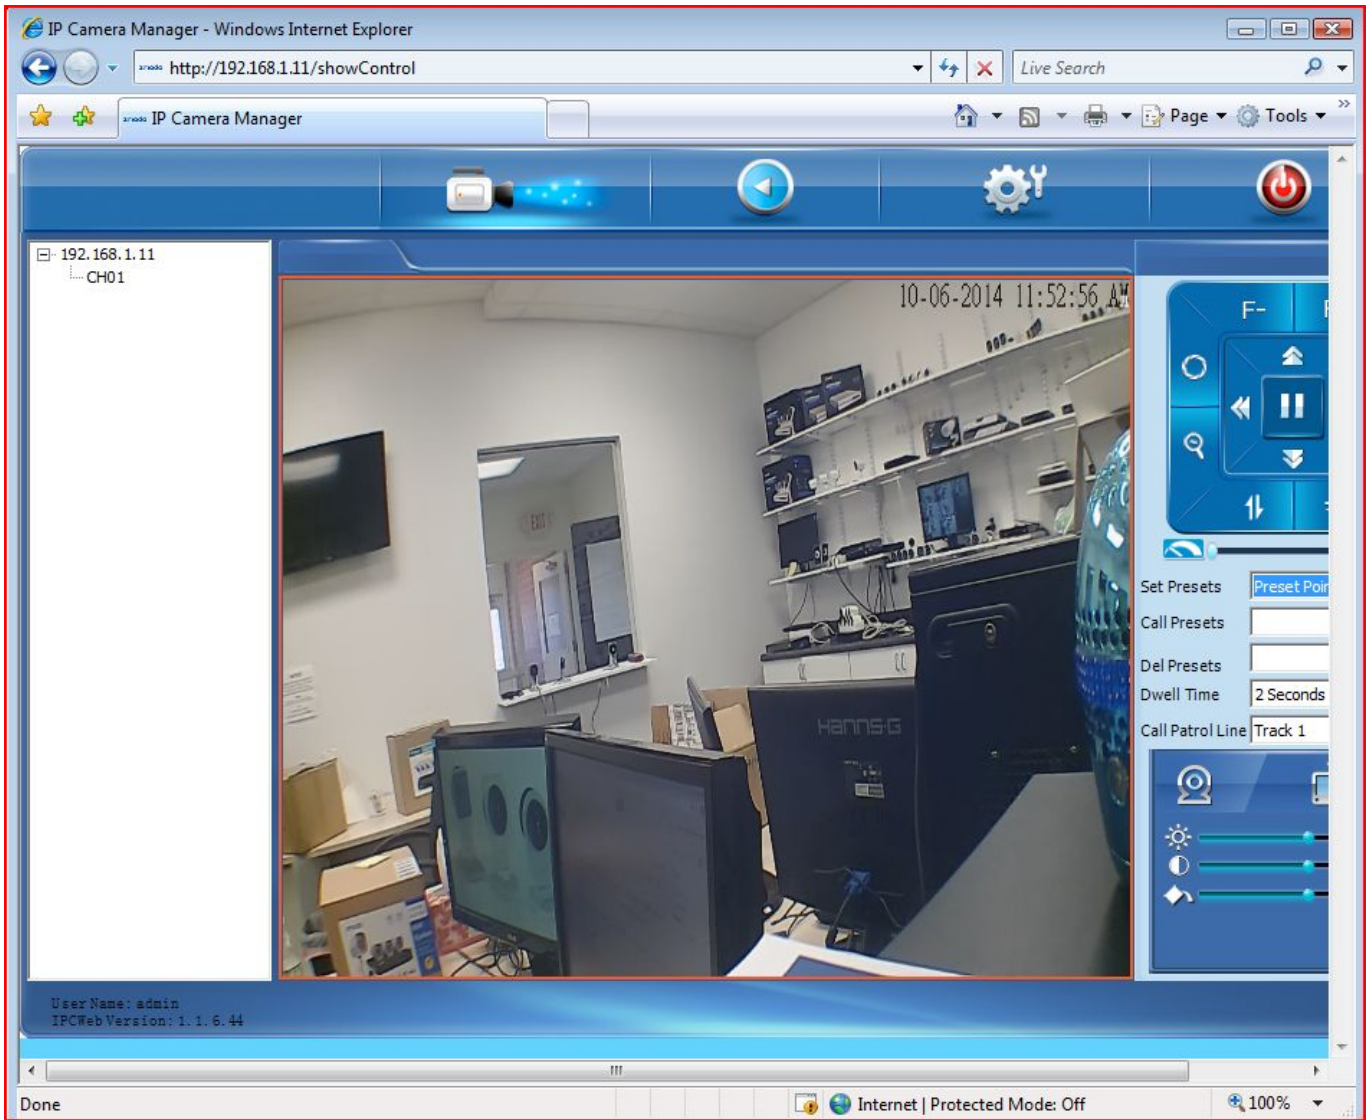 IP Camera Manager - Windows Internet Explorer
http://192.168.1.11/showControl
Live Search
IP Camera Manager
Page
Tools
192.168.1.11
CH01
10-06-2014 11:52:56 AM
F-
EXIT
Set Presets
Preset Poin
Call Presets
Del Presets
Dwell Time
2 Seconds
Call Patrol Line
Track 1
HANNS-G
User Name: admin
IPCWeb Version: 1.1.6.44
Done
Internet | Protected Mode: Off
100%